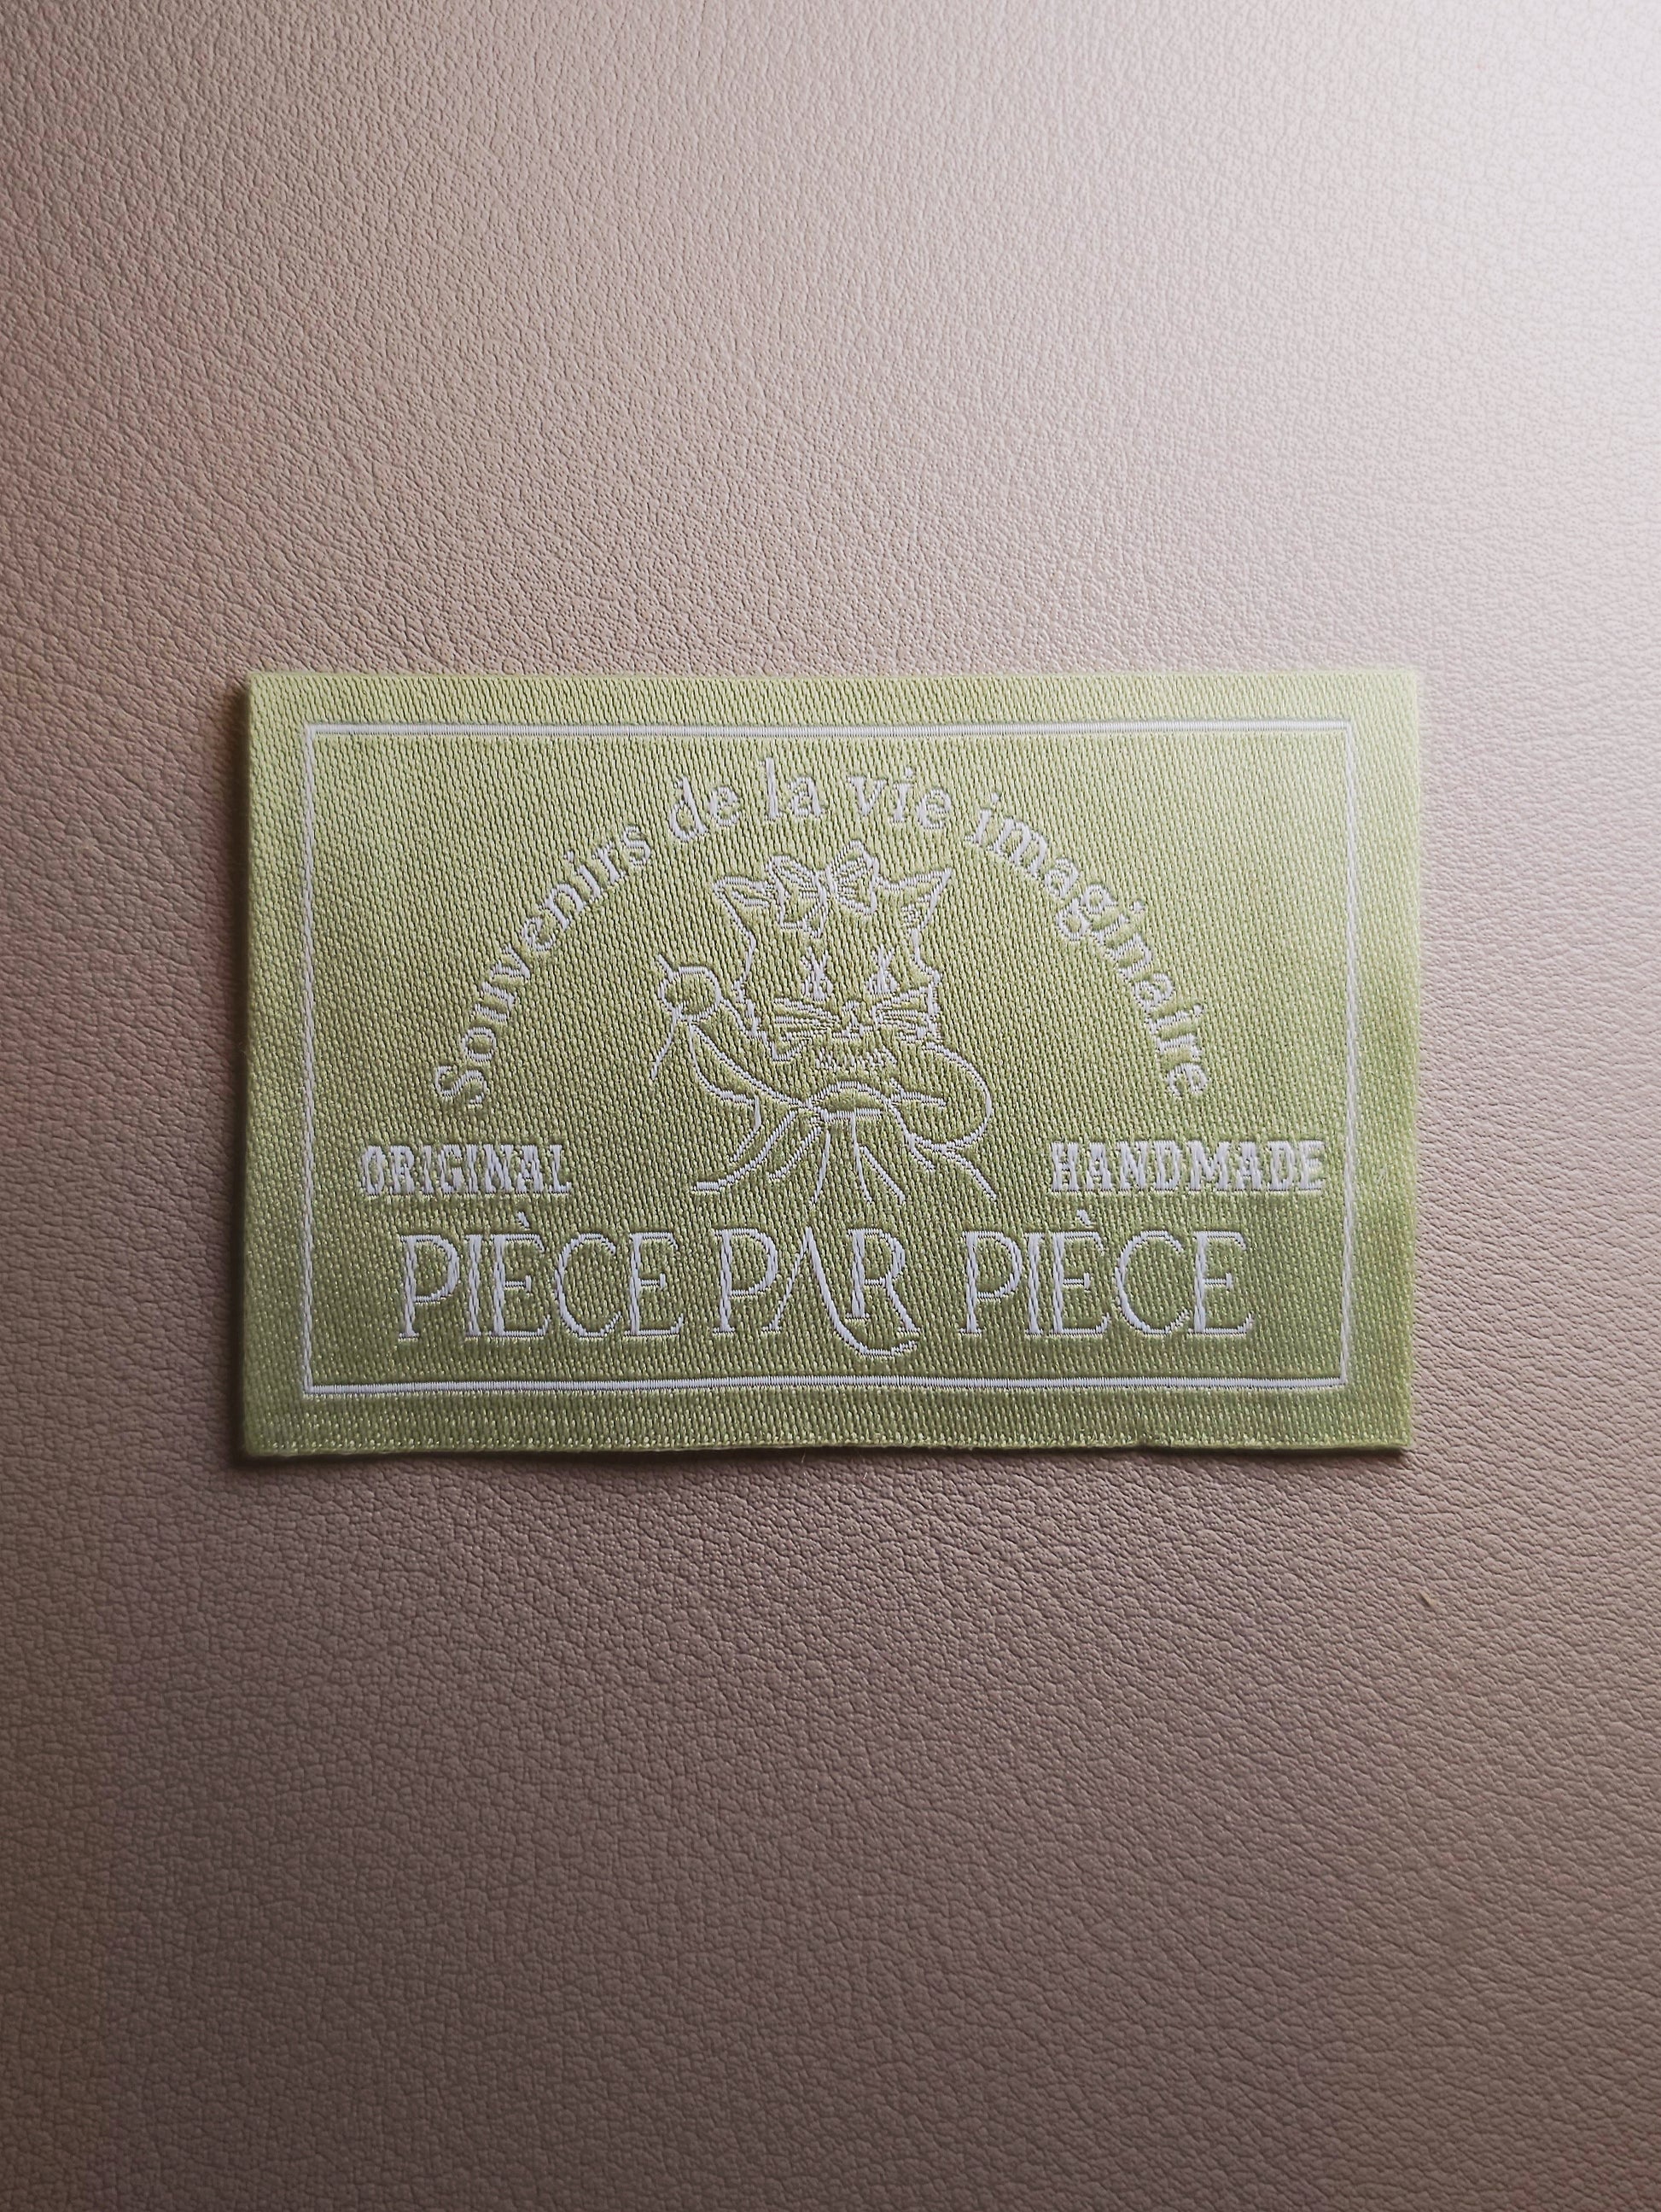 Souvenirs de la vie imaginaire
ORIGINAL HANDMADE
PIÈCE PAR PIÈCE